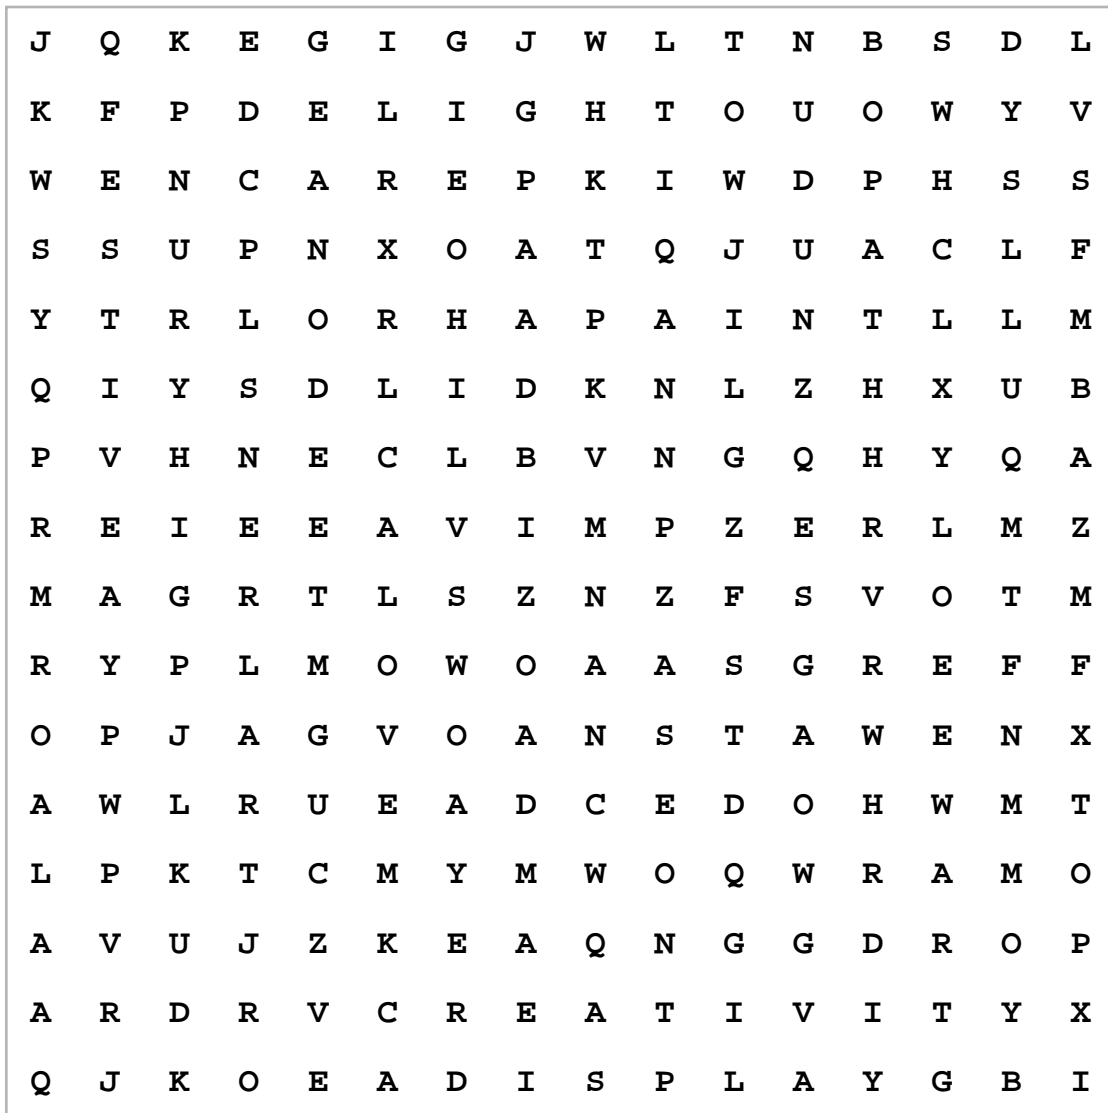 J Q K E G I G J W L T N B S D L
K F P D E L I G H T O U O W Y V
W E N C A R E P K I W D P H S S
S S U P N X O A T Q J U A C L F
Y T R L O R H A P A I N T L L M
Q I Y S D L I D K N L Z H X U B
P V H N E C L B V N G Q H Y Q A
R E I E E A V I M P Z E R L M Z
M A G R T L S Z N Z F S V O T M
R Y P L M O W O A A S G R E F F
O P J A G V O A N S T A W E N X
A W L R U E A D C E D O H W M T
L P K T C M Y M W O Q W R A M O
A V U J Z K E A Q N G G D R O P
A R D R V C R E A T I V I T Y X
Q J K O E A D I S P L A Y G B I